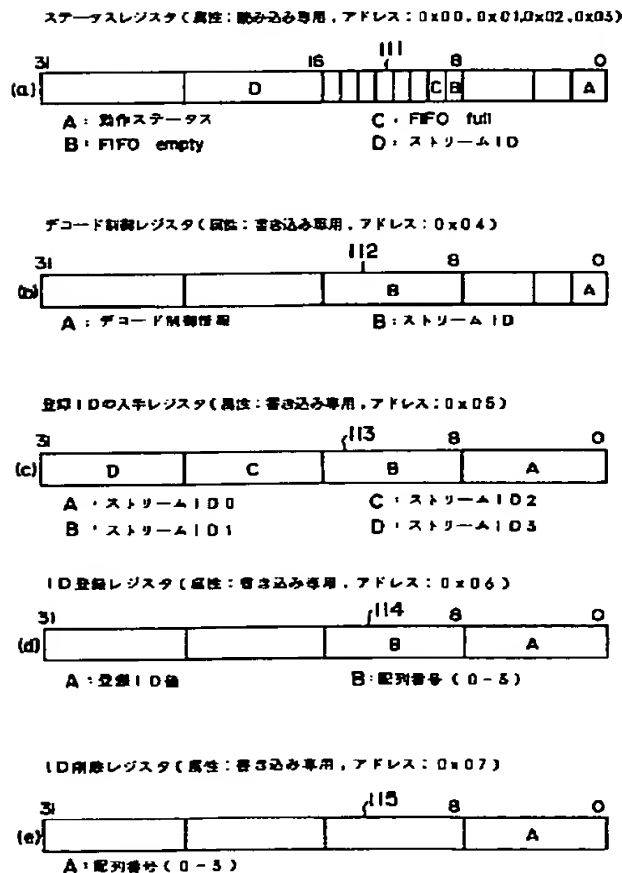 ステータスレジスタ(属性:読み込み専用,アドレス:0x00,0x01,0x02,0x03)
31 16 111 8 0
(a) D C B A
A:動作ステータス C:FIFO full
B:FIFO empty D:ストリームID
デコード制御レジスタ(属性:書き込み専用,アドレス:0x04)
31 112 8 0
(b) B A
A:デコード制御情報 B:ストリームID
登録IDの入手レジスタ(属性:書き込み専用,アドレス:0x05)
31 113 8 0
(c) D C B A
A:ストリームID0 C:ストリームID2
B:ストリームID1 D:ストリームID3
ID登録レジスタ(属性:書き込み専用,アドレス:0x06)
31 114 8 0
(d) B A
A:登録ID値 B:配列番号(0-3)
ID削除レジスタ(属性:書き込み専用,アドレス:0x07)
31 115 8 0
(e) A
A:配列番号(0-3)